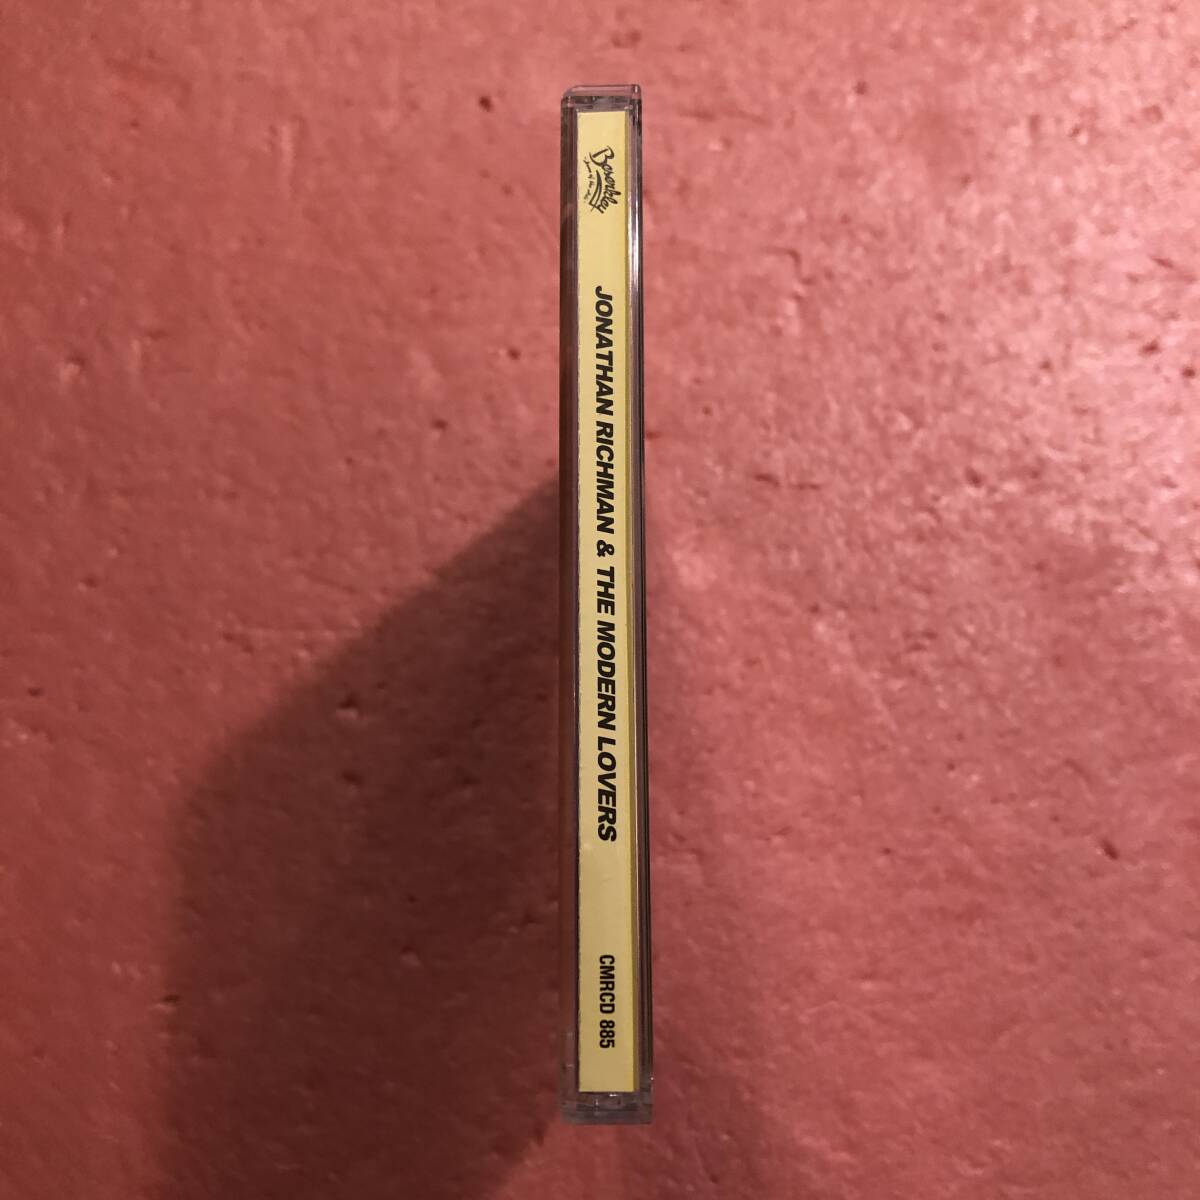 Beserkley
JONATHAN RICHMAN & THE MODERN LOVERS
CMRCD 885